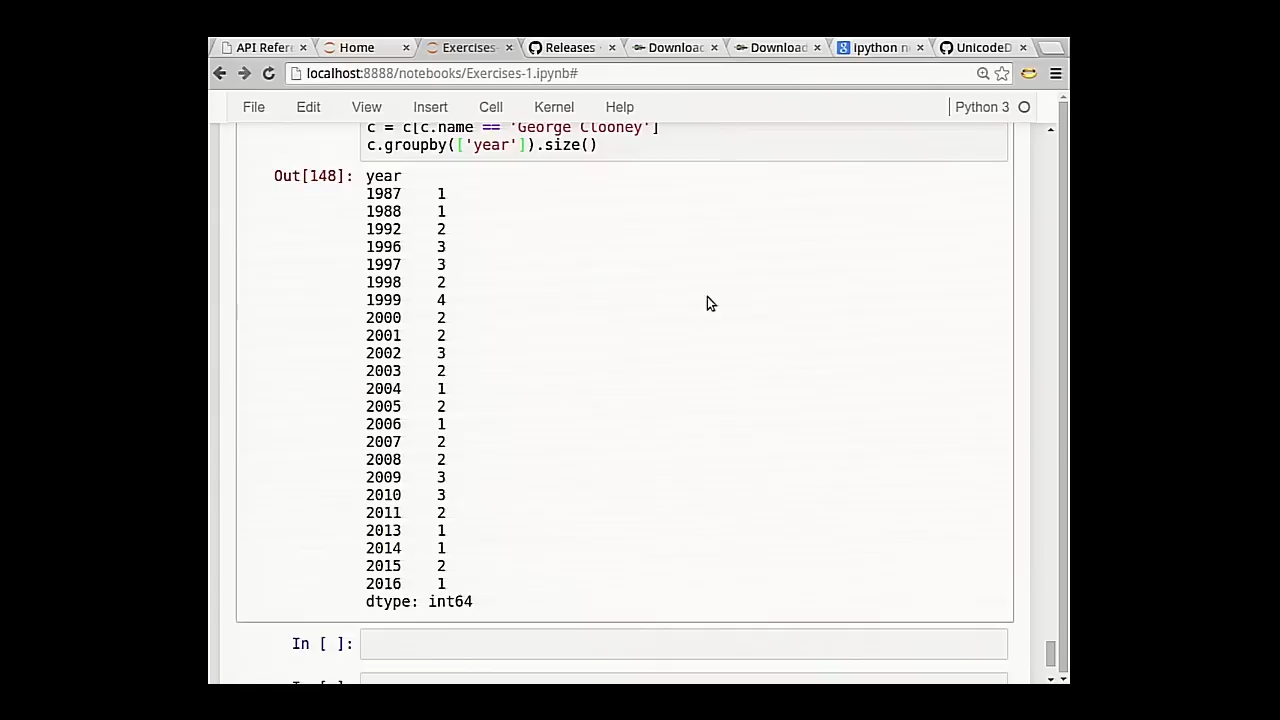 API Refer
Home
Exercises-
Releases ·
Downloac
Download
ipython n
UnicodeD
localhost:8888/notebooks/Exercises-1.ipynb#
File Edit View Insert Cell Kernel Help Python 3
c = c[c.name == 'George Clooney']
c.groupby(['year']).size()
Out[148]: year
1987 1
1988 1
1992 2
1996 3
1997 3
1998 2
1999 4
2000 2
2001 2
2002 3
2003 2
2004 1
2005 2
2006 1
2007 2
2008 2
2009 3
2010 3
2011 2
2013 1
2014 1
2015 2
2016 1
dtype: int64
In [ ]: